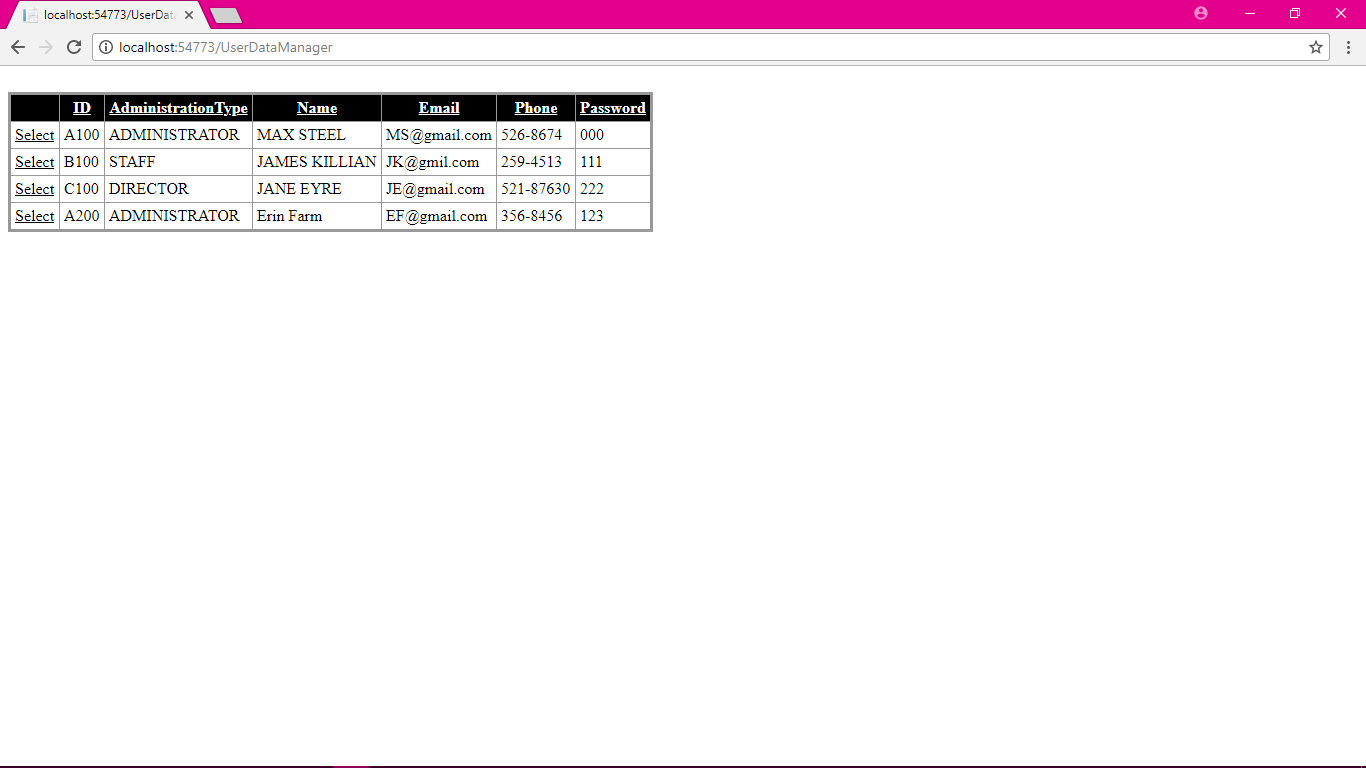 localhost:54773/UserDat
localhost:54773/UserDataManager
ID AdministrationType Name Email Phone Password
Select A100 ADMINISTRATOR MAX STEEL MS@gmail.com 526-8674 000
Select B100 STAFF JAMES KILLIAN JK@gmil.com 259-4513 111
Select C100 DIRECTOR JANE EYRE JE@gmail.com 521-87630 222
Select A200 ADMINISTRATOR Erin Farm EF@gmail.com 356-8456 123